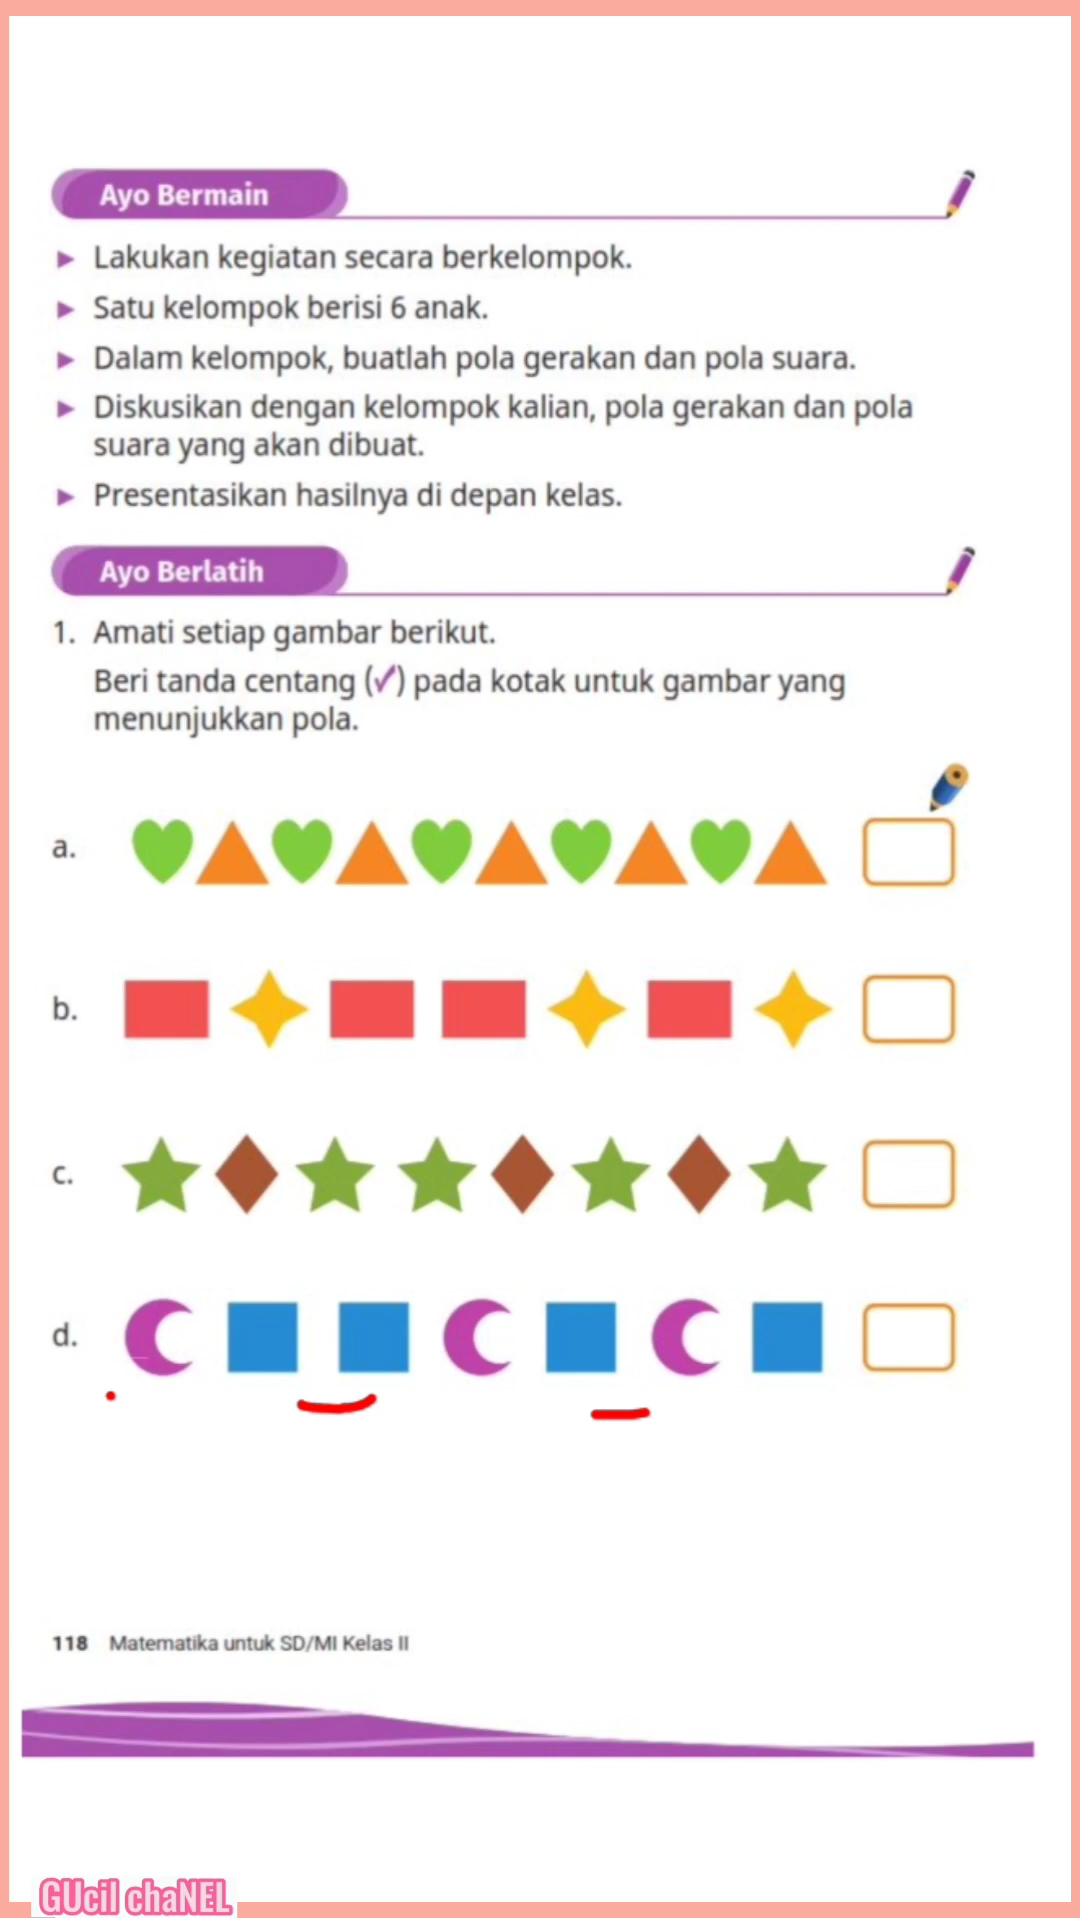 Ayo Bermain
Lakukan kegiatan secara berkelompok.
Satu kelompok berisi 6 anak.
Dalam kelompok, buatlah pola gerakan dan pola suara.
Diskusikan dengan kelompok kalian, pola gerakan dan pola
suara yang akan dibuat.
Presentasikan hasilnya di depan kelas.
Ayo Berlatih
1. Amati setiap gambar berikut.
Beri tanda centang (✓) pada kotak untuk gambar yang
menunjukkan pola.
a.
b.
c.
d.
118 Matematika untuk SD/MI Kelas II
GUcil chaNEL